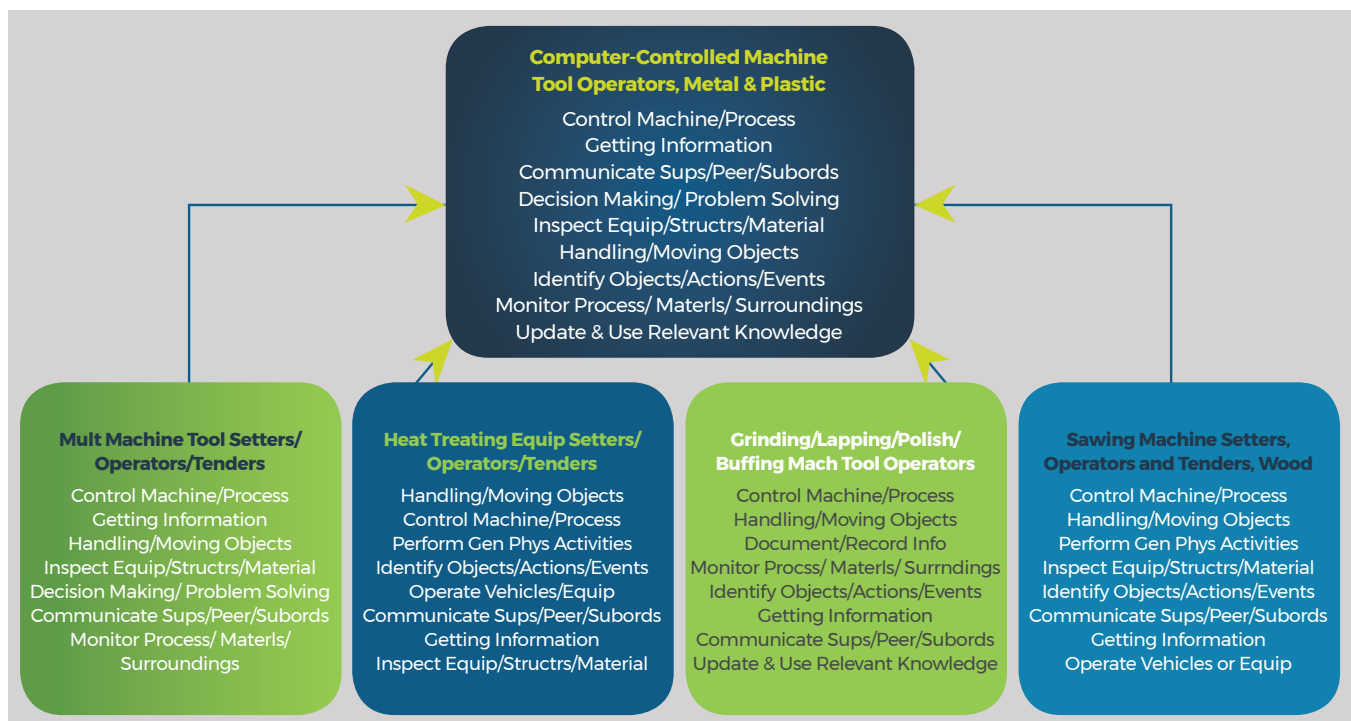 Computer-Controlled Machine
Tool Operators, Metal & Plastic
Control Machine/Process
Getting Information
Communicate Sups/Peer/Subords
Decision Making/ Problem Solving
Inspect Equip/Structrs/Material
Handling/Moving Objects
Identify Objects/Actions/Events
Monitor Process/ Materls/ Surroundings
Update & Use Relevant Knowledge
Mult Machine Tool Setters/
Operators/Tenders
Control Machine/Process
Getting Information
Handling/Moving Objects
Inspect Equip/Structrs/Material
Decision Making/ Problem Solving
Communicate Sups/Peer/Subords
Monitor Process/ Materls/
Surroundings
Heat Treating Equip Setters/
Operators/Tenders
Handling/Moving Objects
Control Machine/Process
Perform Gen Phys Activities
Identify Objects/Actions/Events
Operate Vehicles/Equip
Communicate Sups/Peer/Subords
Getting Information
Inspect Equip/Structrs/Material
Grinding/Lapping/Polish/
Buffing Mach Tool Operators
Control Machine/Process
Handling/Moving Objects
Document/Record Info
Monitor Procss/ Materls/ Surrndings
Identify Objects/Actions/Events
Getting Information
Communicate Sups/Peer/Subords
Update & Use Relevant Knowledge
Sawing Machine Setters,
Operators and Tenders, Wood
Control Machine/Process
Handling/Moving Objects
Perform Gen Phys Activities
Inspect Equip/Structrs/Material
Identify Objects/Actions/Events
Communicate Sups/Peer/Subords
Getting Information
Operate Vehicles or Equip